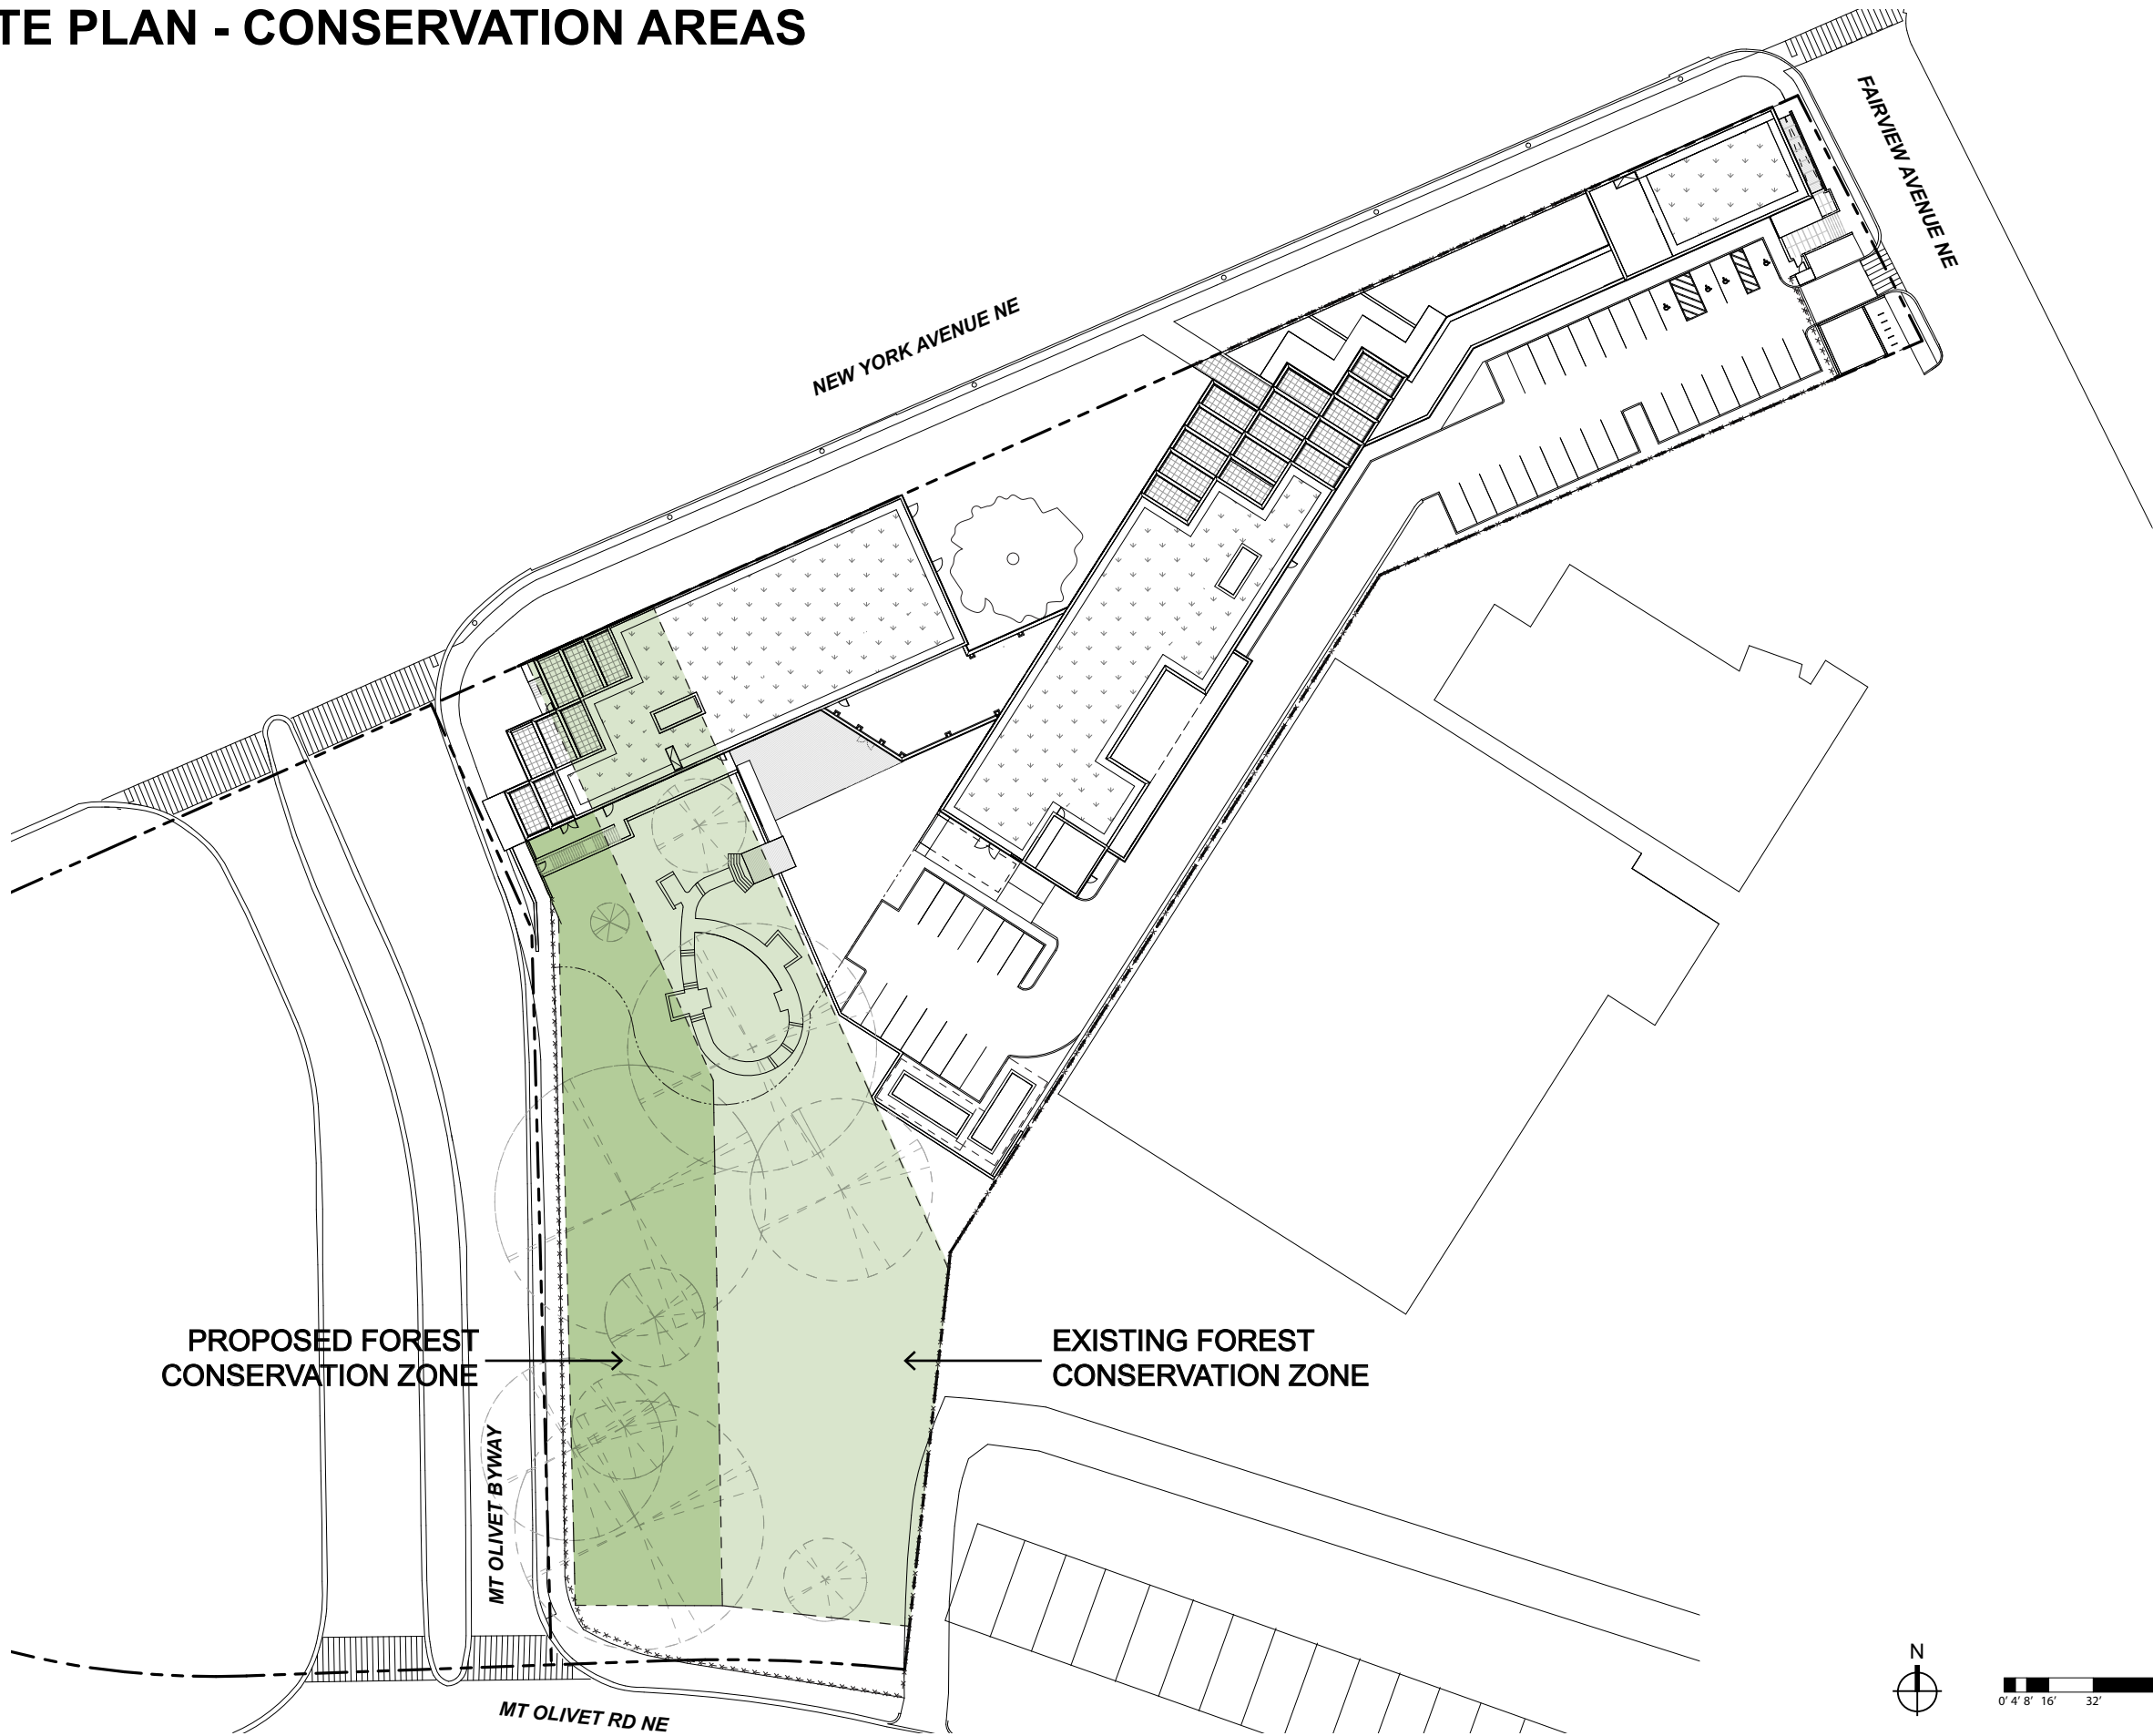 TE PLAN - CONSERVATION AREAS
FAIRVIEW AVENUE NE
NEW YORK AVENUE NE
PROPOSED FOREST
CONSERVATION ZONE
EXISTING FOREST
CONSERVATION ZONE
MT OLIVET BYWAY
MT OLIVET RD NE
N
0' 4' 8' 16' 32'